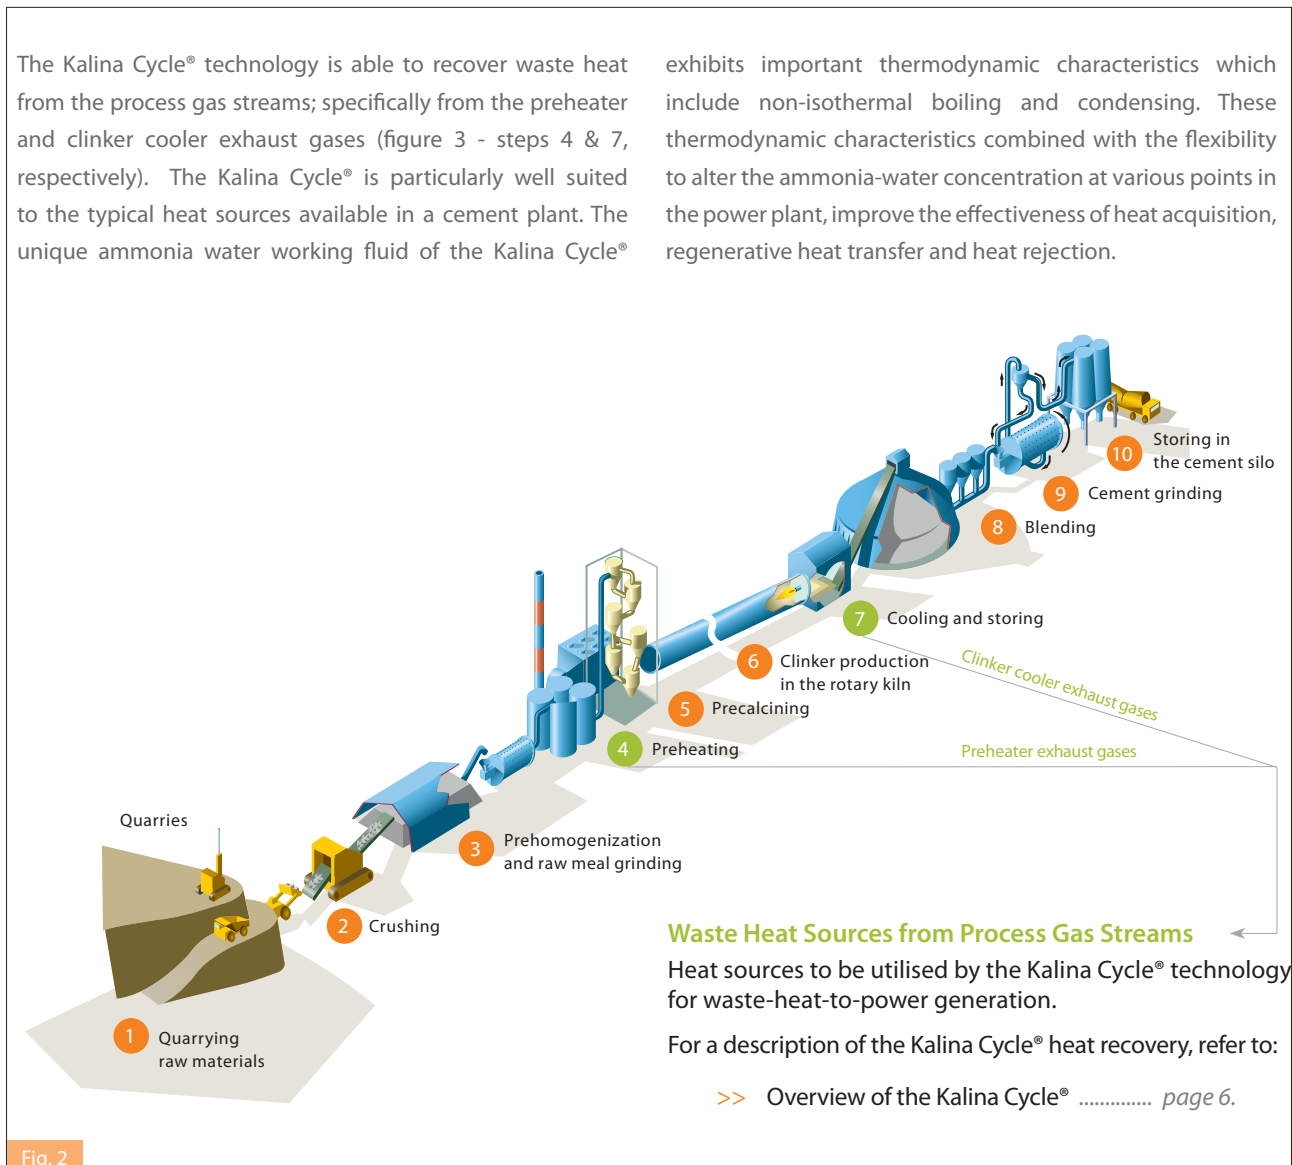 The Kalina Cycle® technology is able to recover waste heat
from the process gas streams; specifically from the preheater
and clinker cooler exhaust gases (figure 3 - steps 4 & 7,
respectively). The Kalina Cycle® is particularly well suited
to the typical heat sources available in a cement plant. The
unique ammonia water working fluid of the Kalina Cycle®
exhibits important thermodynamic characteristics which
include non-isothermal boiling and condensing. These
thermodynamic characteristics combined with the flexibility
to alter the ammonia-water concentration at various points in
the power plant, improve the effectiveness of heat acquisition,
regenerative heat transfer and heat rejection.
10
Storing in
the cement silo
9
Cement grinding
8
Blending
7
Cooling and storing
6
Clinker production
in the rotary kiln
Clinker cooler exhaust gases
5
Precalcining
4
Preheating
Preheater exhaust gases
Quarries
3
Prehomogenization
and raw meal grinding
2
Crushing
1
Quarrying
raw materials
Waste Heat Sources from Process Gas Streams
Heat sources to be utilised by the Kalina Cycle® technology
for waste-heat-to-power generation.
For a description of the Kalina Cycle® heat recovery, refer to:
>> Overview of the Kalina Cycle® .............. page 6.
Fig. 2